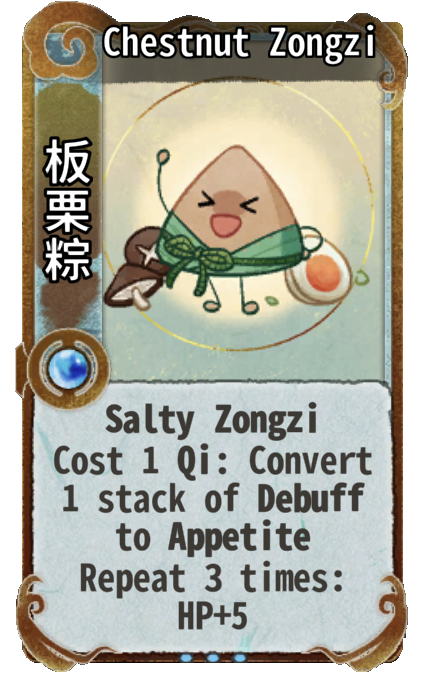 Chestnut Zongzi
板栗粽
Salty Zongzi
Cost 1 Qi: Convert
1 stack of Debuff
to Appetite
Repeat 3 times:
HP+5